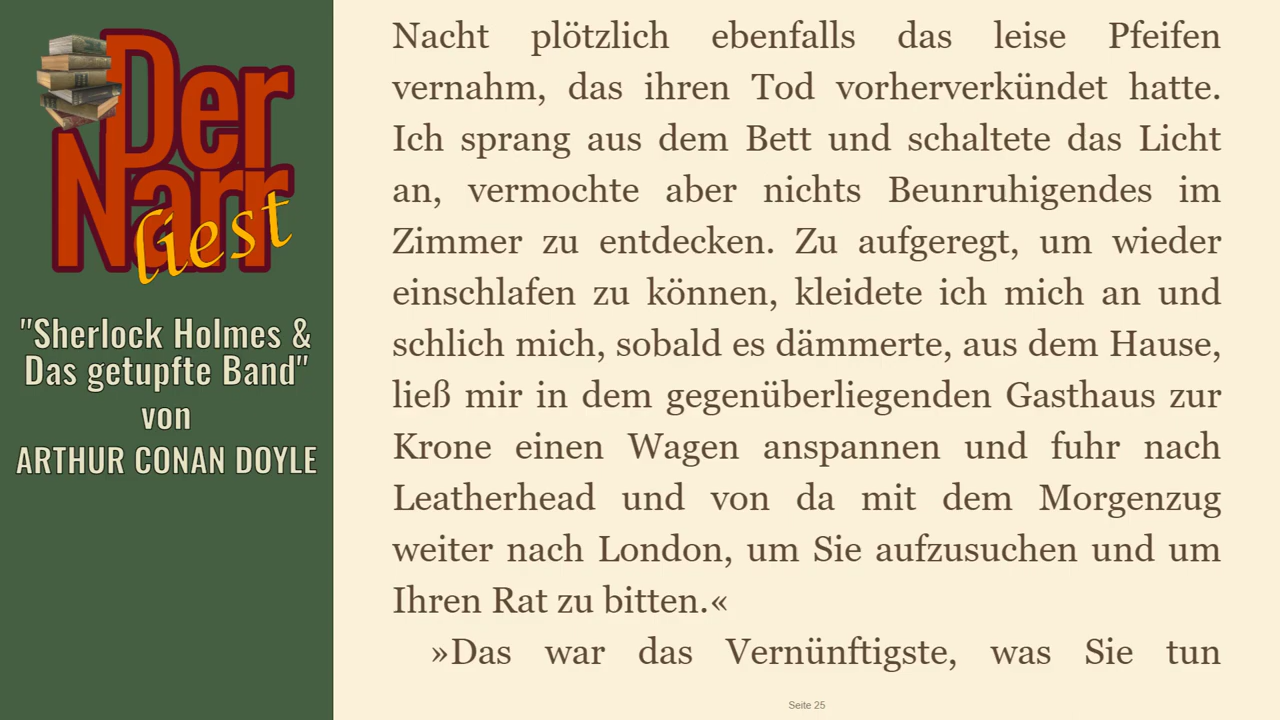 Der
Narr
liest
"Sherlock Holmes &
Das getupfte Band"
von
ARTHUR CONAN DOYLE
Nacht plötzlich ebenfalls das leise Pfeifen
vernahm, das ihren Tod vorherverkündet hatte.
Ich sprang aus dem Bett und schaltete das Licht
an, vermochte aber nichts Beunruhigendes im
Zimmer zu entdecken. Zu aufgeregt, um wieder
einschlafen zu können, kleidete ich mich an und
schlich mich, sobald es dämmerte, aus dem Hause,
ließ mir in dem gegenüberliegenden Gasthaus zur
Krone einen Wagen anspannen und fuhr nach
Leatherhead und von da mit dem Morgenzug
weiter nach London, um Sie aufzusuchen und um
Ihren Rat zu bitten.«
»Das war das Vernünftigste, was Sie tun
Seite 25